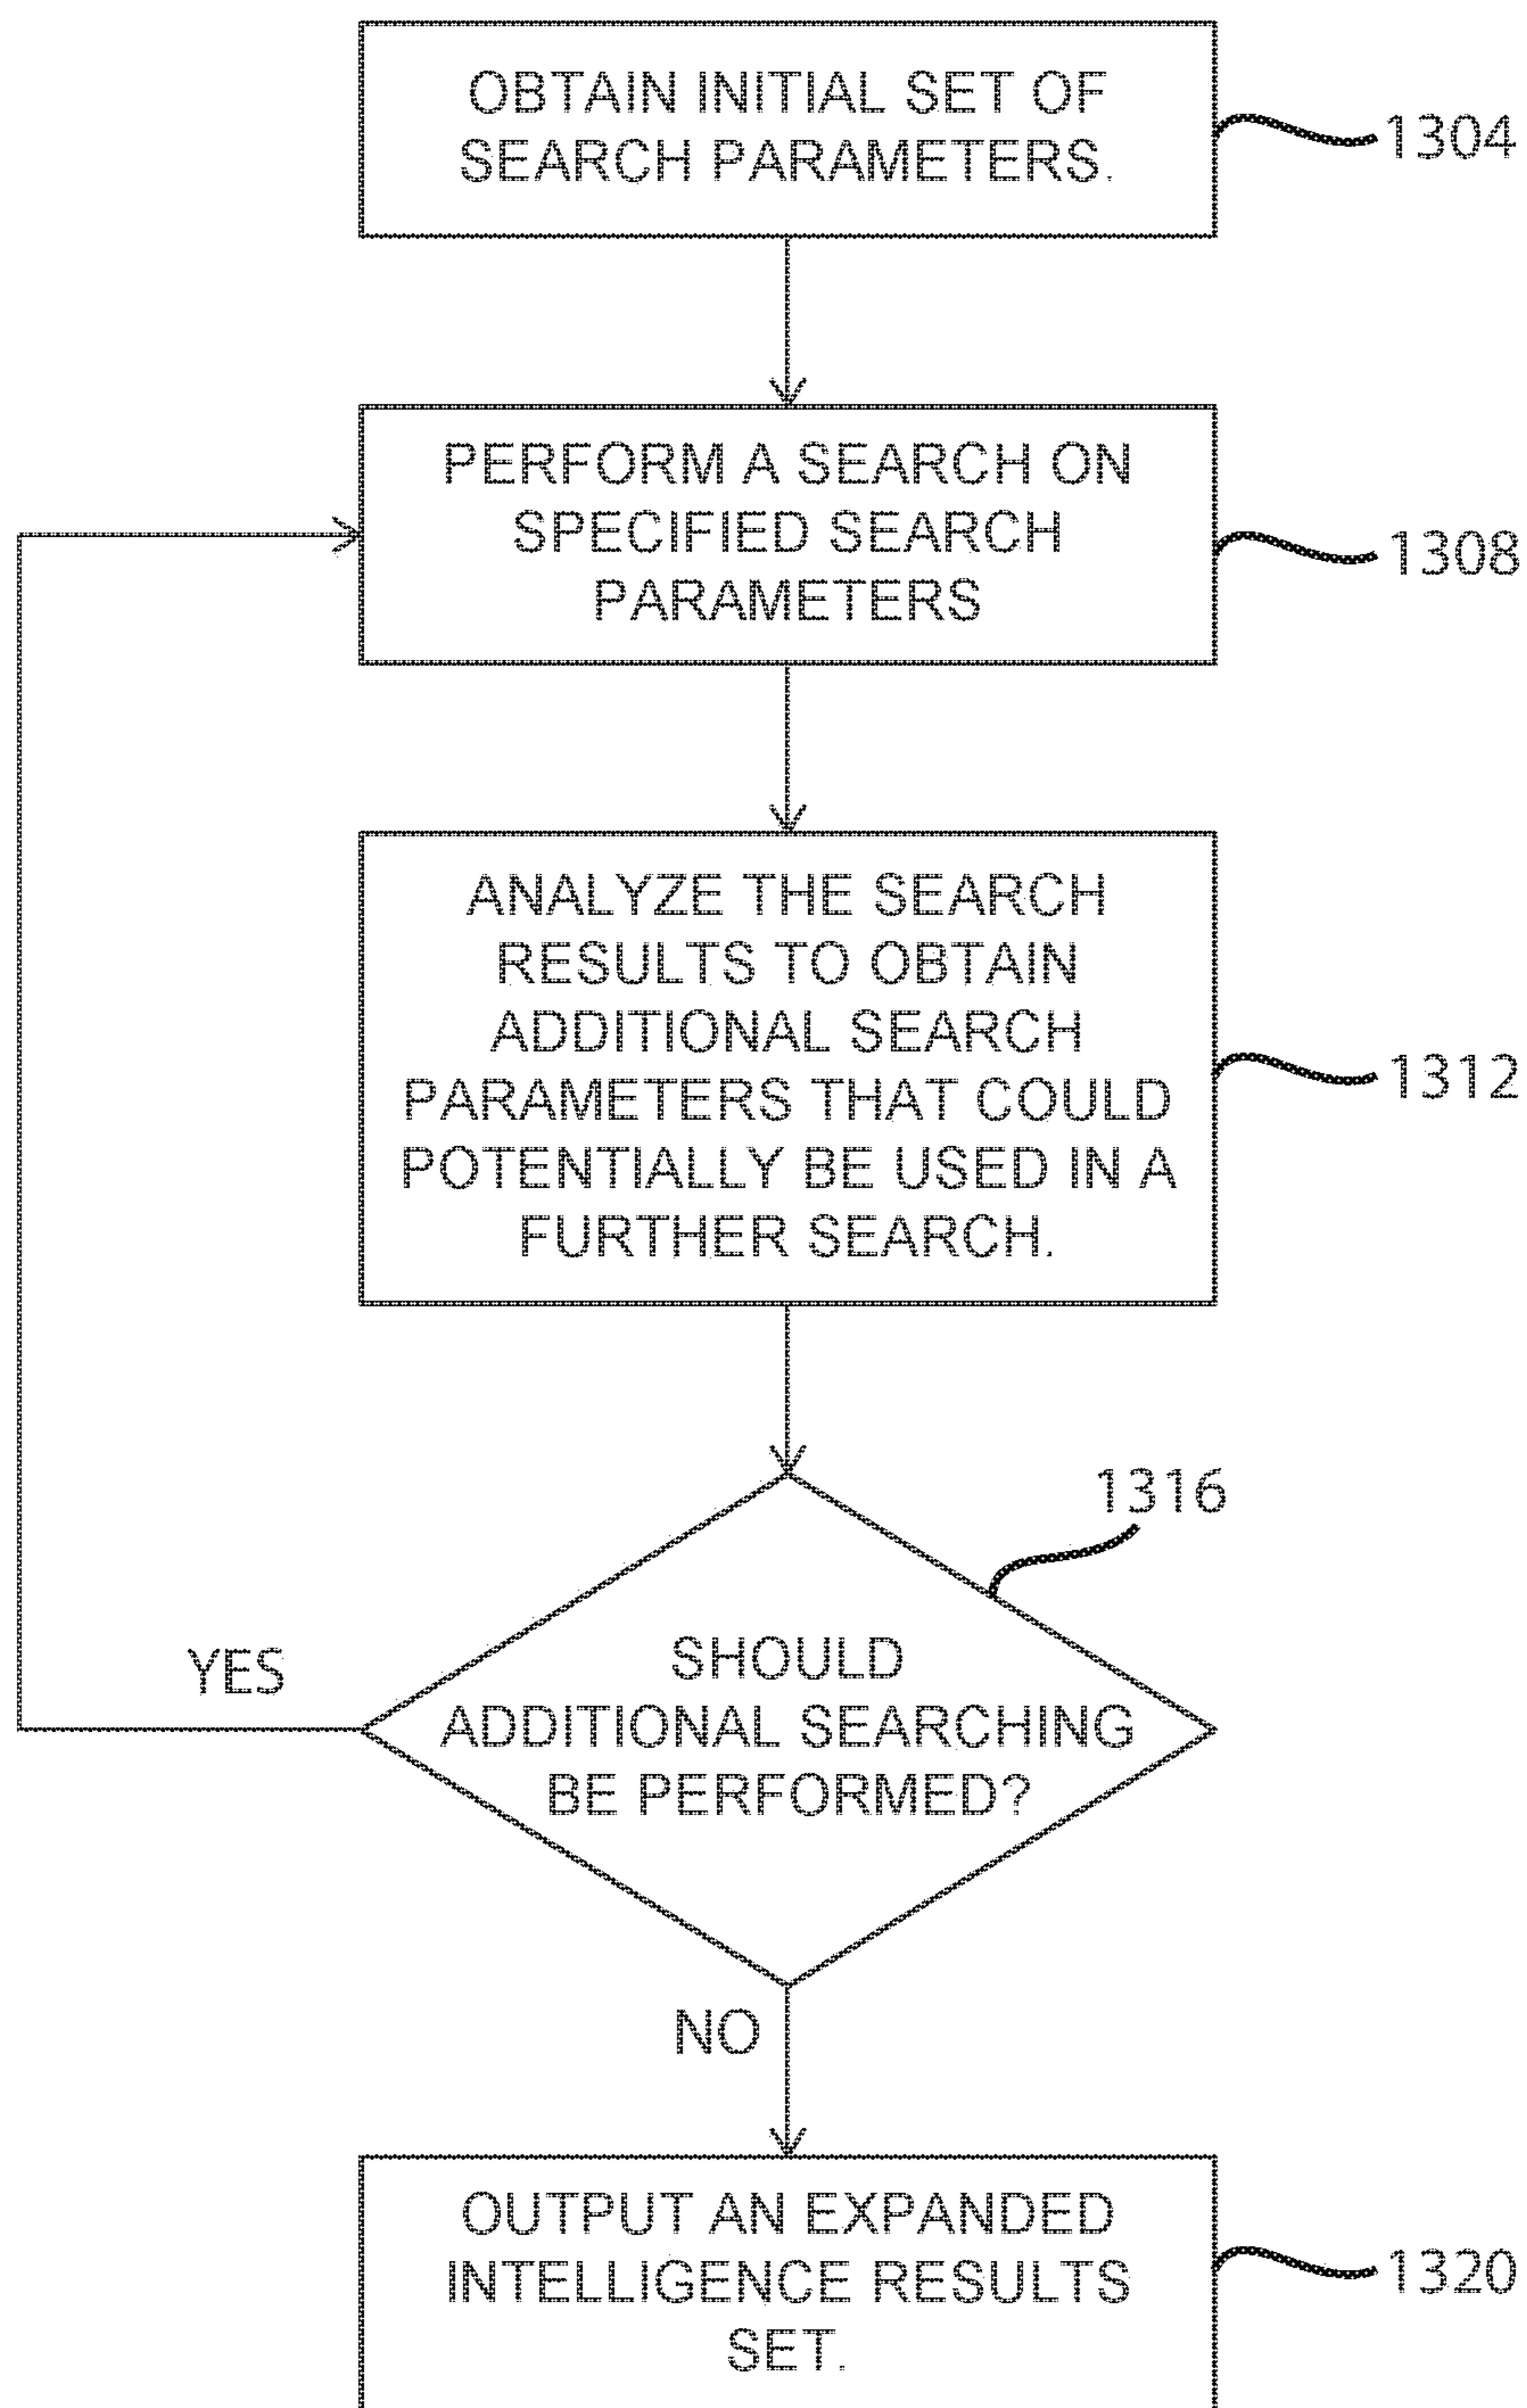 OBTAIN INITIAL SET OF
SEARCH PARAMETERS.
1304
PERFORM A SEARCH ON
SPECIFIED SEARCH
PARAMETERS
1308
ANALYZE THE SEARCH
RESULTS TO OBTAIN
ADDITIONAL SEARCH
PARAMETERS THAT COULD
POTENTIALLY BE USED IN A
FURTHER SEARCH.
1312
1316
SHOULD
ADDITIONAL SEARCHING
BE PERFORMED?
YES
NO
OUTPUT AN EXPANDED
INTELLIGENCE RESULTS
SET.
1320